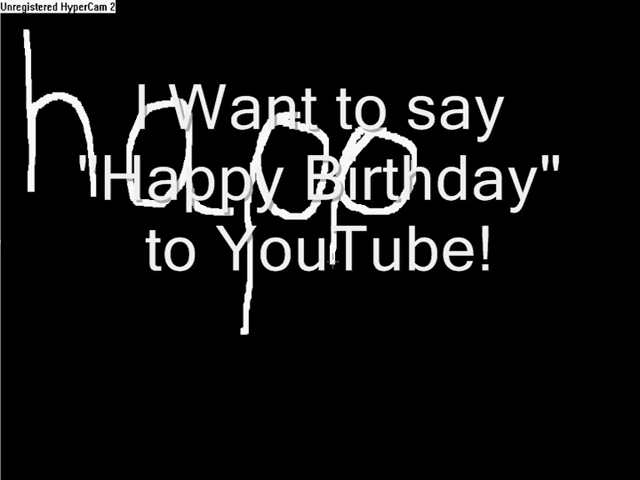 Unregistered HyperCam 2
happ
I Want to say
"Happy Birthday"
to YouTube!